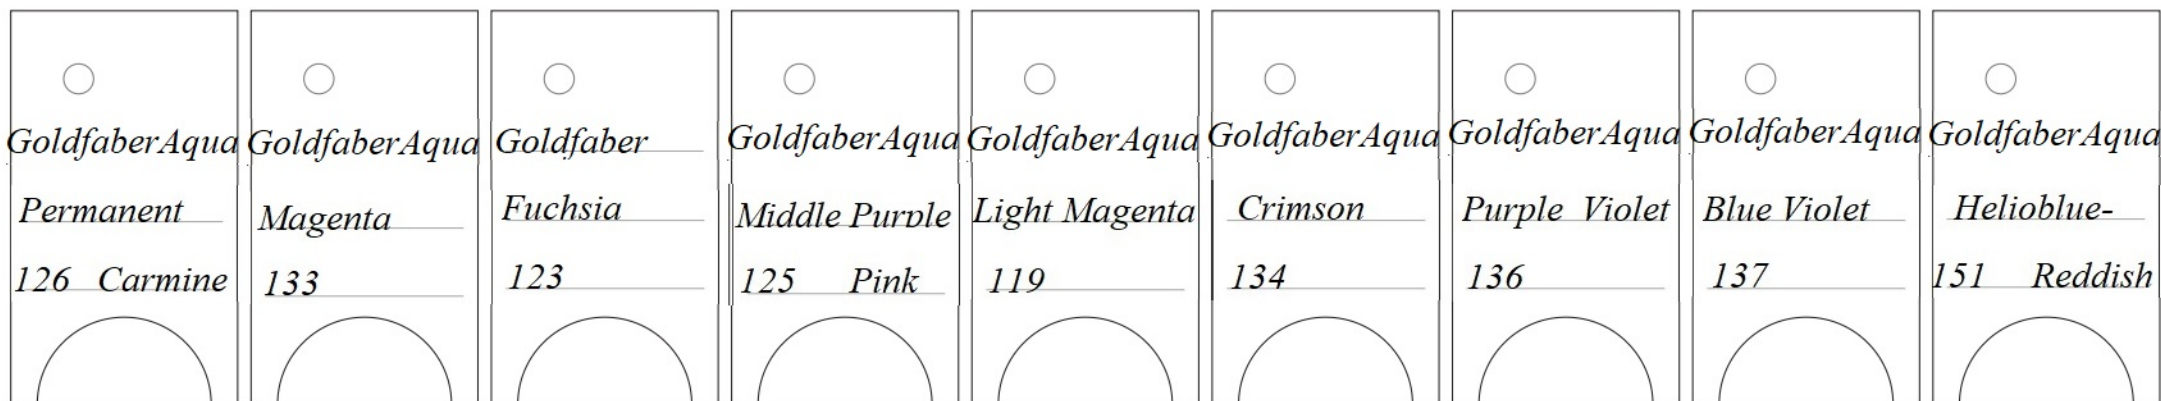 GoldfaberAqua
Permanent
126 Carmine
GoldfaberAqua
Magenta
133
Goldfaber
Fuchsia
123
GoldfaberAqua
Middle Purple
125 Pink
GoldfaberAqua
Light Magenta
119
GoldfaberAqua
Crimson
134
GoldfaberAqua
Purple Violet
136
GoldfaberAqua
Blue Violet
137
GoldfaberAqua
Helioblue-
151 Reddish